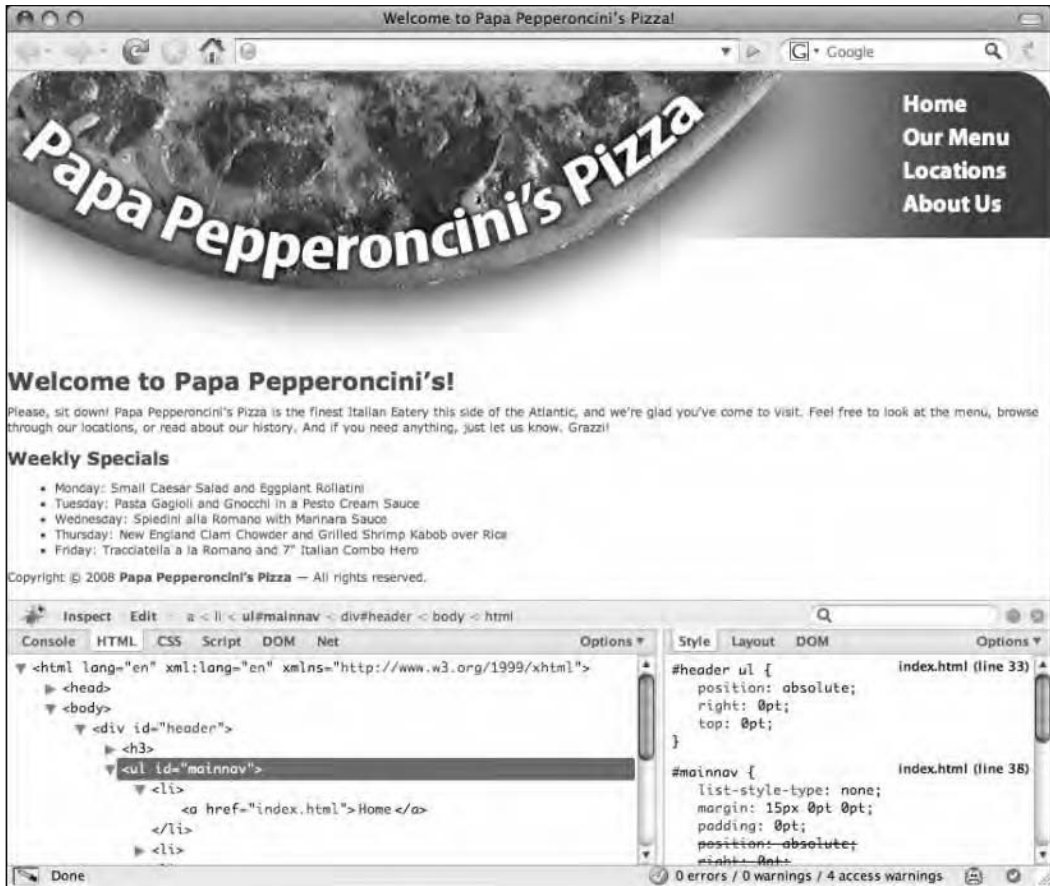 Welcome to Papa Pepperoncini's Pizza!
G Google
Papa Pepperoncini's Pizza
Home
Our Menu
Locations
About Us
Welcome to Papa Pepperoncini's!
Please, sit down! Papa Pepperoncini's Pizza is the finest Italian Eatery this side of the Atlantic, and we're glad you've come to visit. Feel free to look at the menu, browse
through our locations, or read about our history. And if you need anything, just let us know. Grazzi!
Weekly Specials
• Monday: Small Caesar Salad and Eggplant Rollatini
• Tuesday: Pasta Gagioli and Gnocchi in a Pesto Cream Sauce
• Wednesday: Spiedini alla Romano with Marinara Sauce
• Thursday: New England Clam Chowder and Grilled Shrimp Kabob over Rice
• Friday: Tracciatella a la Romano and 7" Italian Combo Hero
Copyright © 2008 Papa Pepperoncini's Pizza — All rights reserved.
Inspect Edit a < li < ul#mainnav < div#header < body < html
Console HTML CSS Script DOM Net Options
<html lang="en" xml:lang="en" xmlns="http://www.w3.org/1999/xhtml">
<head>
<body>
<div id="header">
<h3>
<ul id="mainnav">
<li>
<a href="index.html">Home</a>
</li>
<li>
Style Layout DOM Options
#header ul { index.html (line 33)
position: absolute;
right: 0pt;
top: 0pt;
}
#mainnav { index.html (line 38)
list-style-type: none;
margin: 15px 0pt 0pt;
padding: 0pt;
position: absolute;
right: 0pt;
Done
0 errors / 0 warnings / 4 access warnings